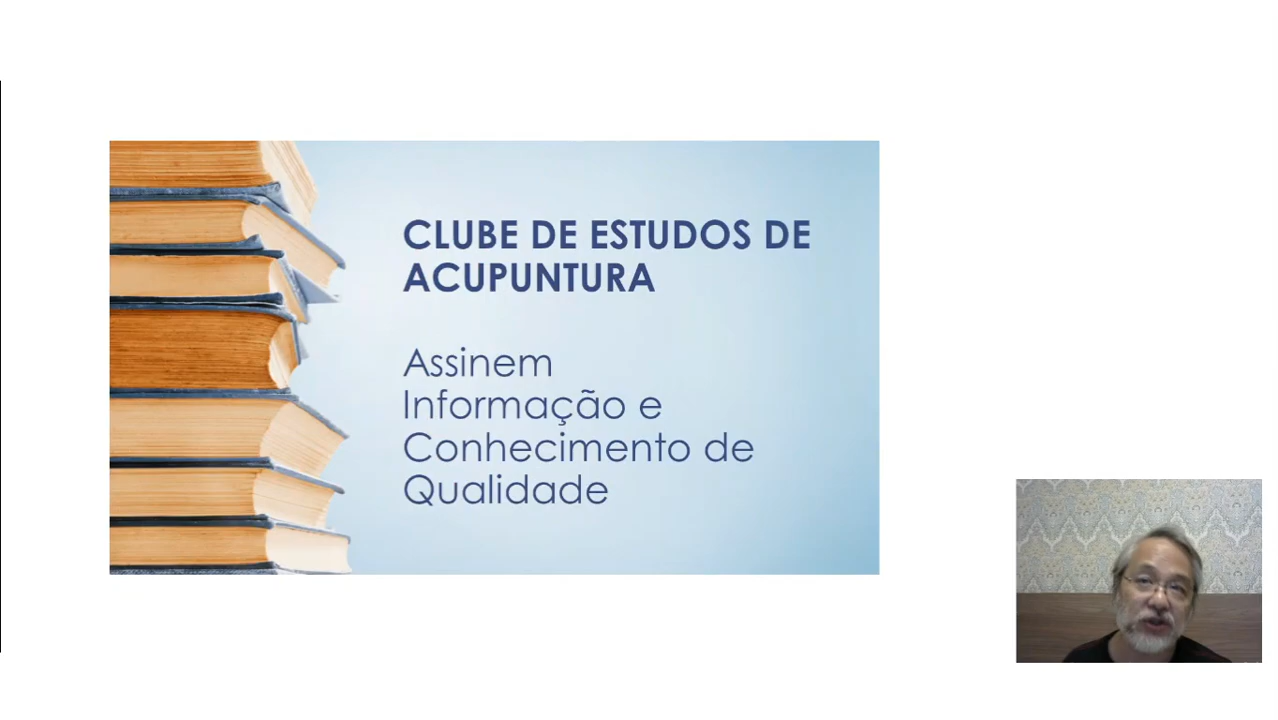 CLUBE DE ESTUDOS DE
ACUPUNTURA
Assinem
Informação e
Conhecimento de
Qualidade